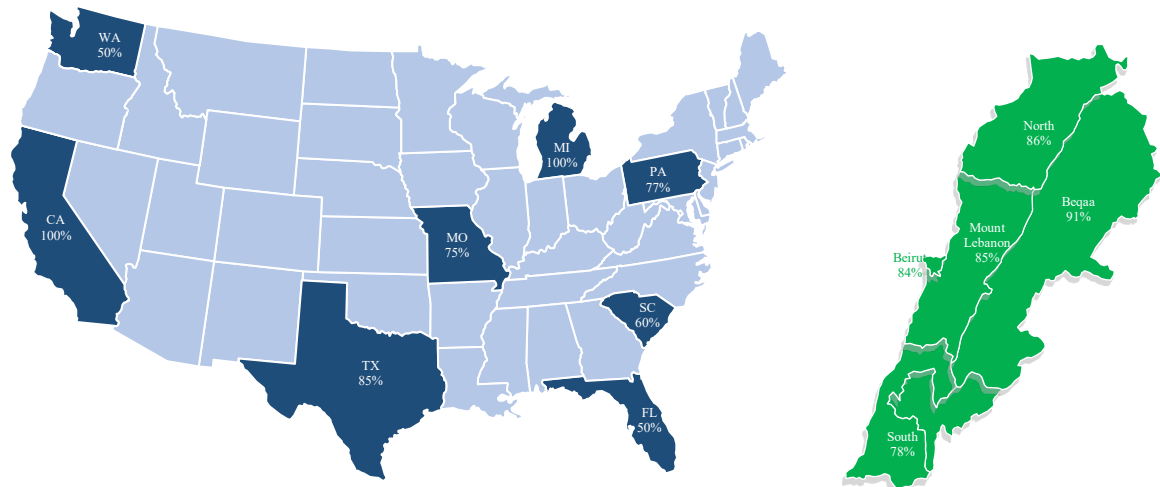 WA
50%
MI
100%
PA
77%
CA
100%
MO
75%
SC
60%
TX
85%
FL
50%
North
86%
Beqaa
91%
Mount
Lebanon
85%
Beirut
84%
South
78%